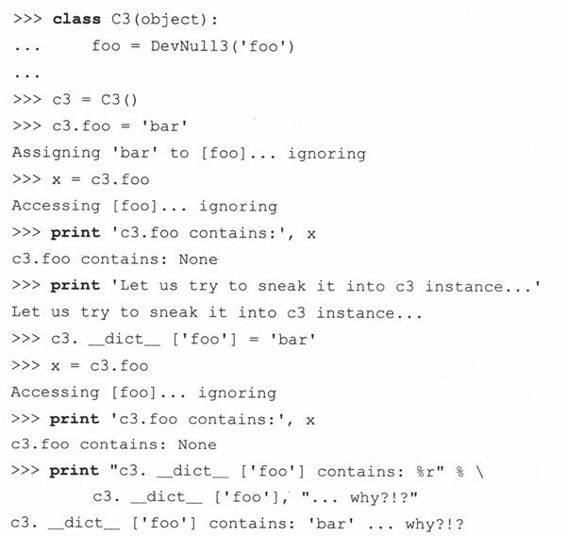 >>> class C3(object):
...     foo = DevNull3('foo')
...
>>> c3 = C3()
>>> c3.foo = 'bar'
Assigning 'bar' to [foo]... ignoring
>>> x = c3.foo
Accessing [foo]... ignoring
>>> print 'c3.foo contains:', x
c3.foo contains: None
>>> print 'Let us try to sneak it into c3 instance...'
Let us try to sneak it into c3 instance...
>>> c3. __dict__ ['foo'] = 'bar'
>>> x = c3.foo
Accessing [foo]... ignoring
>>> print 'c3.foo contains:', x
c3.foo contains: None
>>> print "c3. __dict__ ['foo'] contains: %r" % \
        c3. __dict__ ['foo'], "... why?!?"
c3. __dict__ ['foo'] contains: 'bar' ... why?!?